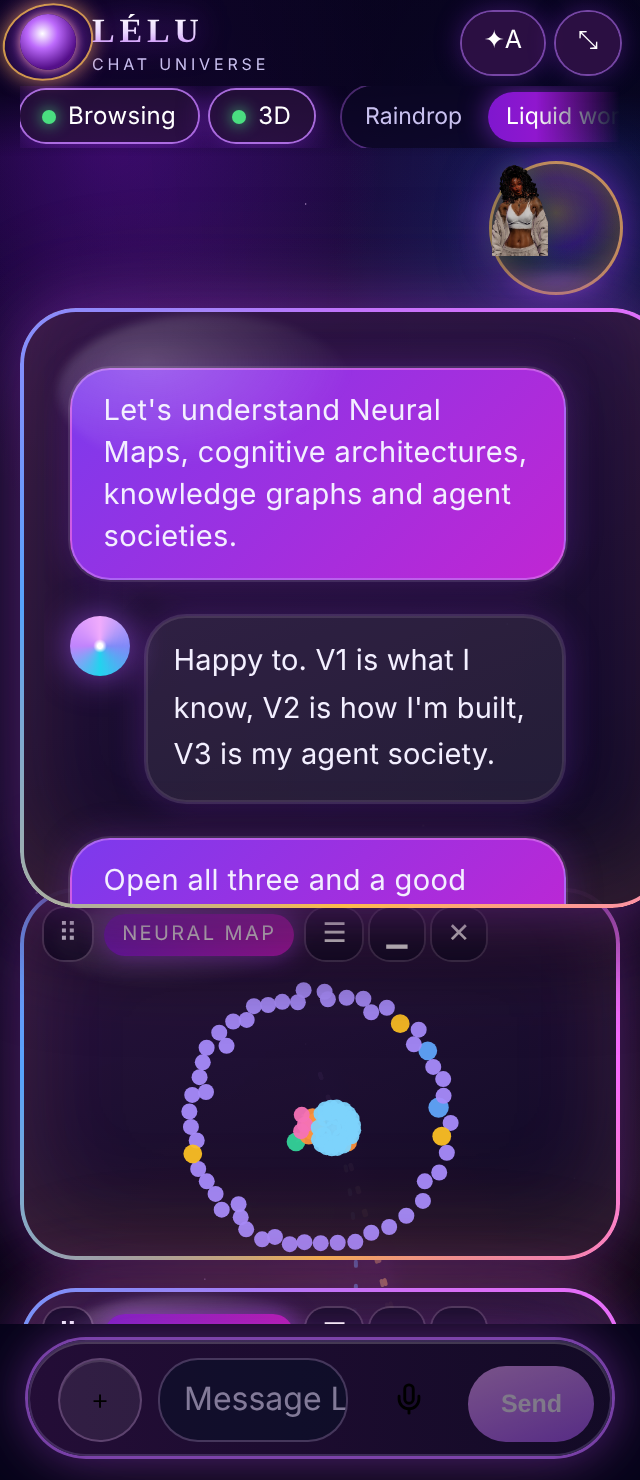 LÉLU
CHAT UNIVERSE
✦A
Browsing
3D
Raindrop
Liquid wor
Let's understand Neural
Maps, cognitive architectures,
knowledge graphs and agent
societies.
Happy to. V1 is what I
know, V2 is how I'm built,
V3 is my agent society.
Open all three and a good
NEURAL MAP
Message L
Send